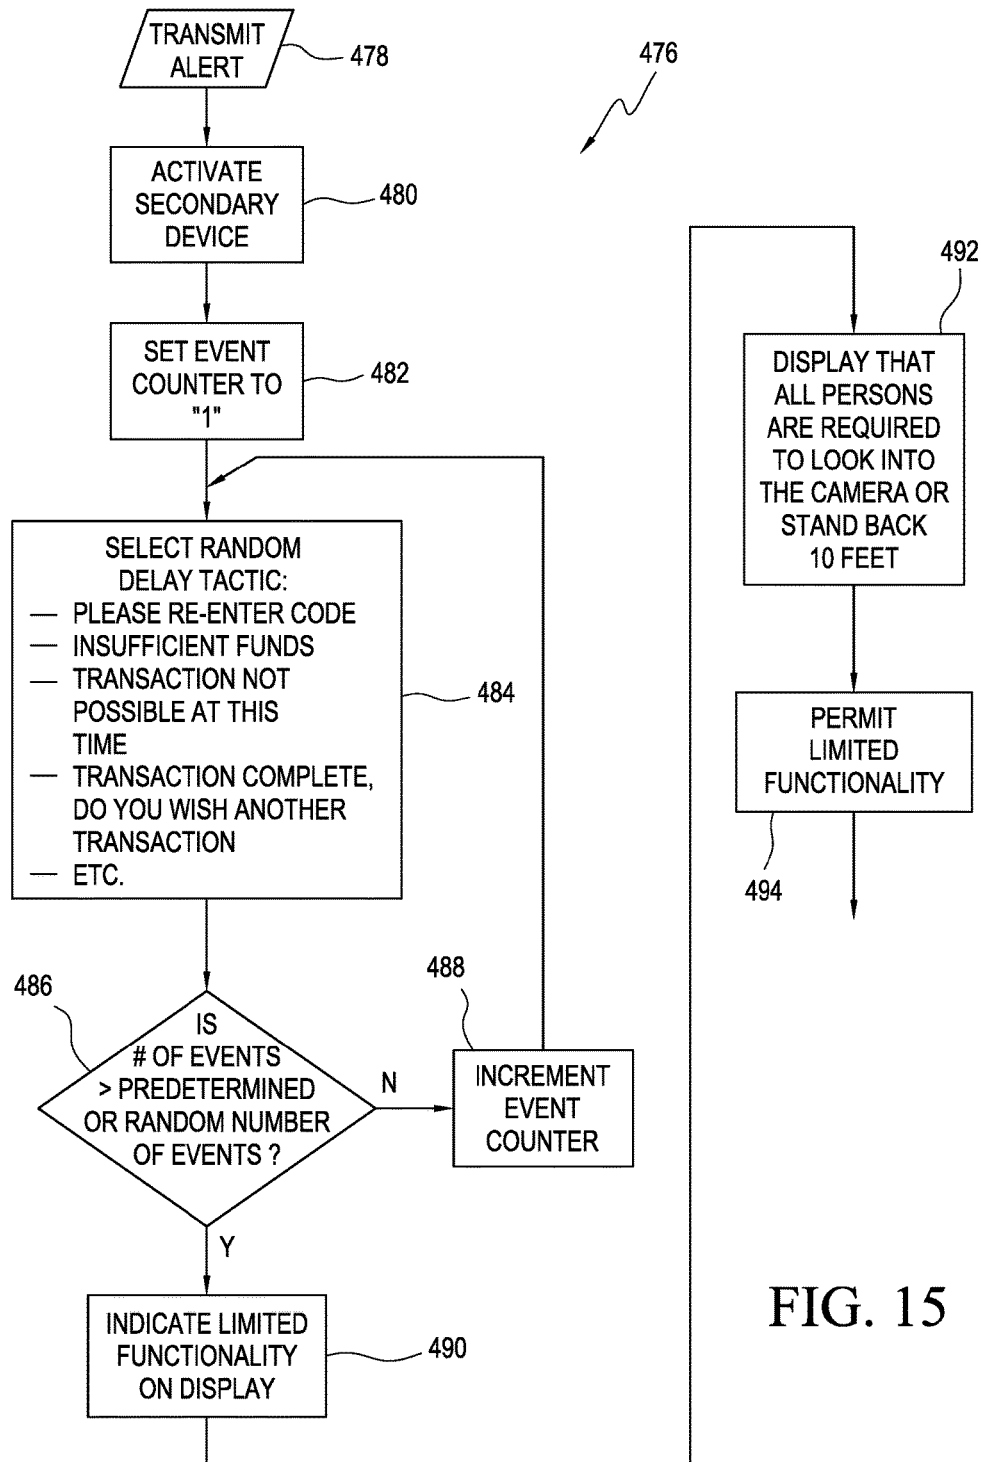 TRANSMIT
ALERT
478
476
ACTIVATE
SECONDARY
DEVICE
480
SET EVENT
COUNTER TO
"1"
482
SELECT RANDOM
DELAY TACTIC:
— PLEASE RE-ENTER CODE
— INSUFFICIENT FUNDS
— TRANSACTION NOT
POSSIBLE AT THIS
TIME
— TRANSACTION COMPLETE,
DO YOU WISH ANOTHER
TRANSACTION
— ETC.
484
486
IS
# OF EVENTS
> PREDETERMINED
OR RANDOM NUMBER
OF EVENTS ?
N
Y
488
INCREMENT
EVENT
COUNTER
INDICATE LIMITED
FUNCTIONALITY
ON DISPLAY
490
492
DISPLAY THAT
ALL PERSONS
ARE REQUIRED
TO LOOK INTO
THE CAMERA OR
STAND BACK
10 FEET
PERMIT
LIMITED
FUNCTIONALITY
494
FIG. 15